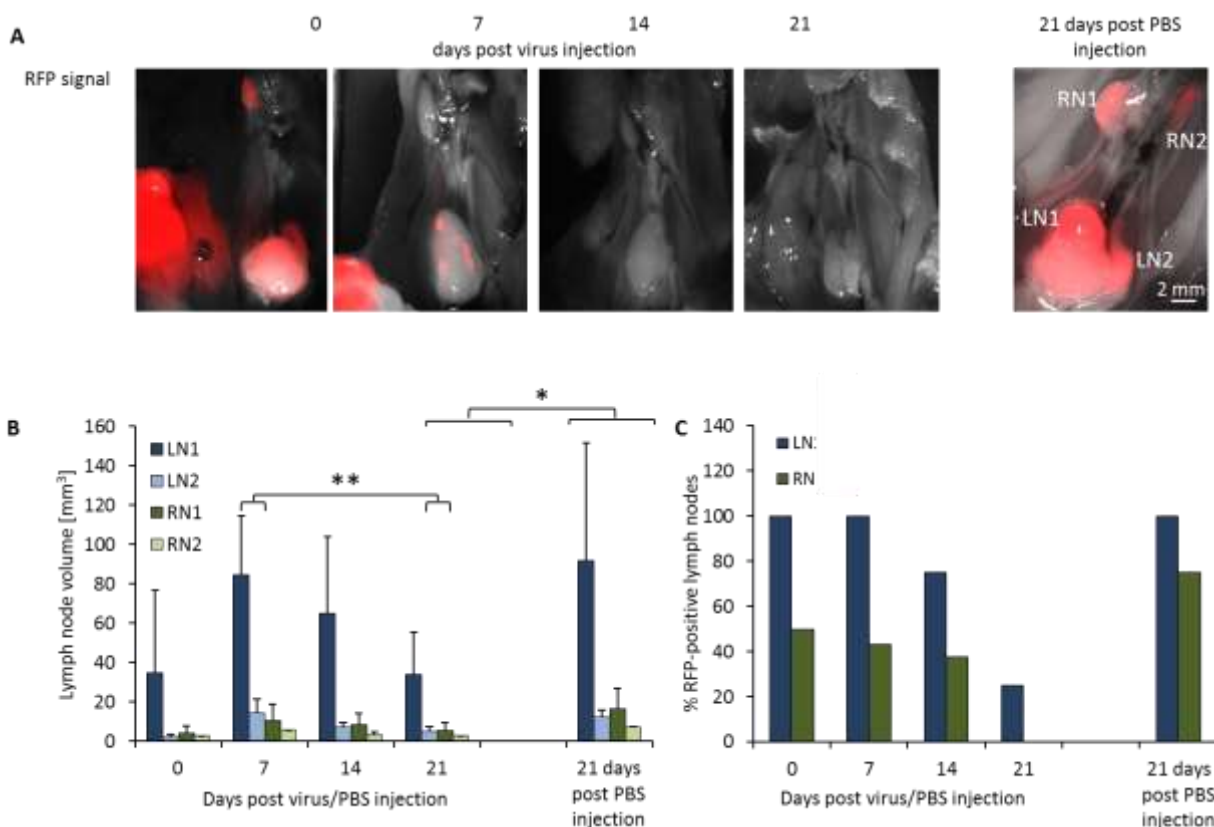 A
0 7 14 21
days post virus injection
21 days post PBS
injection
RFP signal
RN1
RN2
LN1
LN2
2 mm
B
160
140
120
100
80
60
40
20
0
Lymph node volume [mm³]
LN1
LN2
RN1
RN2
**
*
0 7 14 21
21 days
post PBS
injection
Days post virus/PBS injection
C
140
120
100
80
60
40
20
0
% RFP-positive lymph nodes
LN
RN
0 7 14 21
21 days
post PBS
injection
Days post virus/PBS injection